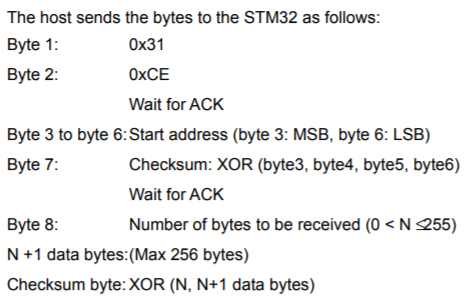 The host sends the bytes to the STM32 as follows:
Byte 1: 0x31
Byte 2: 0xCE
Wait for ACK
Byte 3 to byte 6: Start address (byte 3: MSB, byte 6: LSB)
Byte 7: Checksum: XOR (byte3, byte4, byte5, byte6)
Wait for ACK
Byte 8: Number of bytes to be received (0 < N ≤255)
N +1 data bytes: (Max 256 bytes)
Checksum byte: XOR (N, N+1 data bytes)